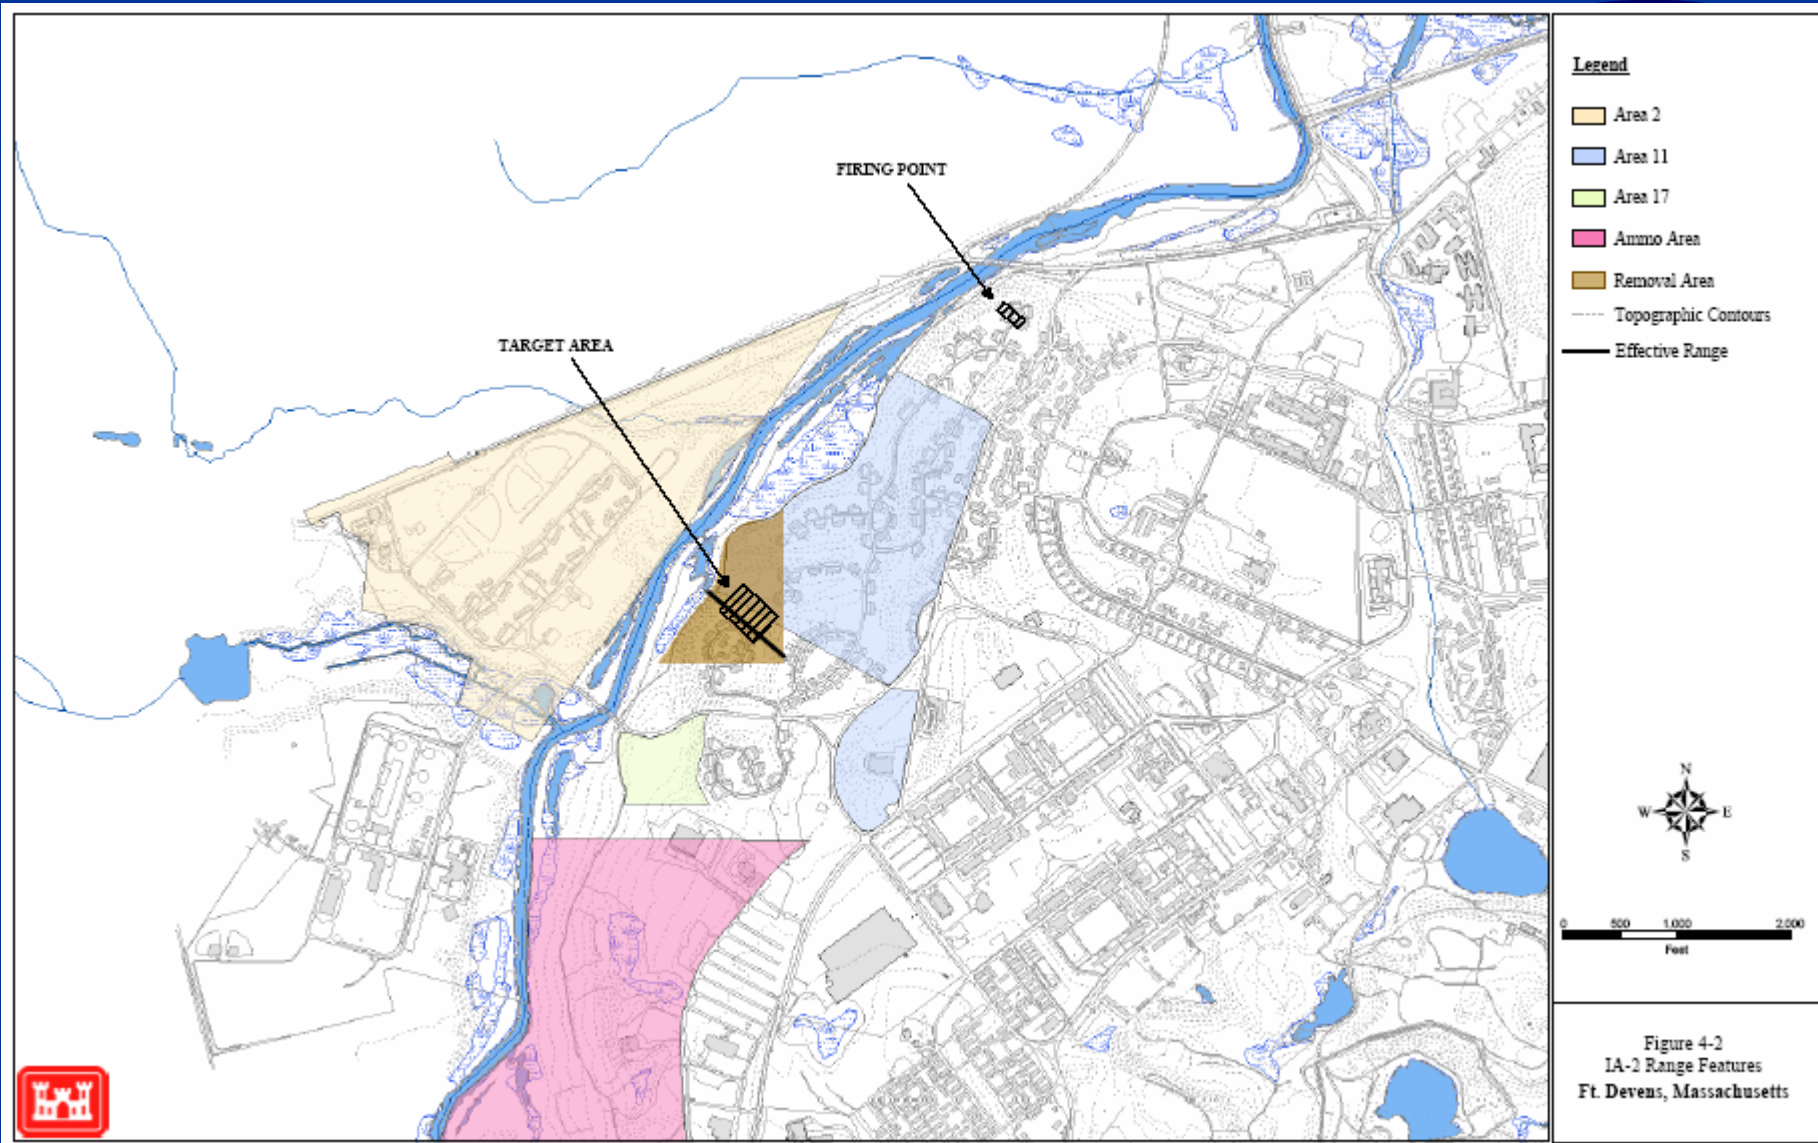 FIRING POINT
TARGET AREA
Legend
Area 2
Area 11
Area 17
Ammo Area
Removal Area
Topographic Contours
Effective Range
N
W E
S
0 500 1,000 2,000
Feet
Figure 4-2
IA-2 Range Features
Ft. Devens, Massachusetts